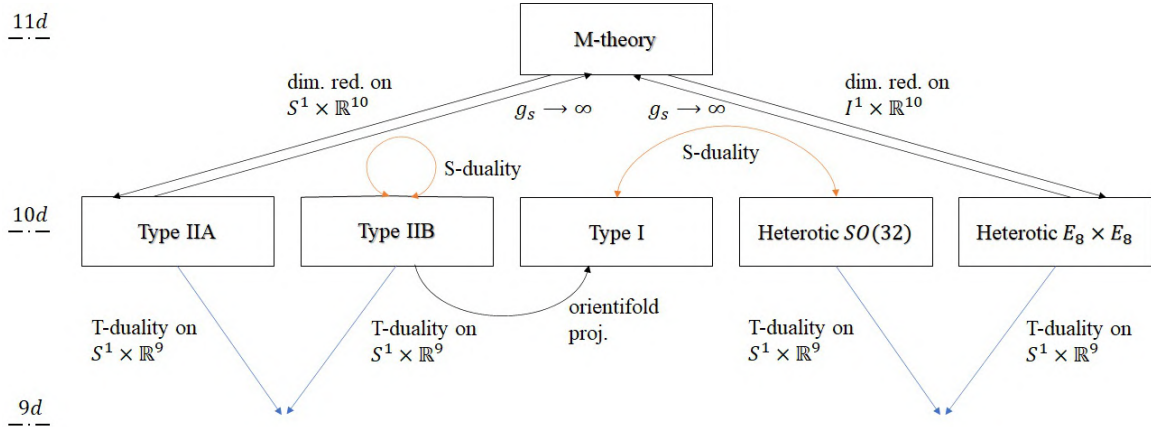 11d
M-theory
dim. red. on
S¹ × ℝ¹⁰
g_s → ∞
g_s → ∞
dim. red. on
I¹ × ℝ¹⁰
S-duality
S-duality
10d
Type IIA
Type IIB
Type I
Heterotic SO(32)
Heterotic E₈ × E₈
T-duality on
S¹ × ℝ⁹
T-duality on
S¹ × ℝ⁹
orientifold
proj.
T-duality on
S¹ × ℝ⁹
T-duality on
S¹ × ℝ⁹
9d